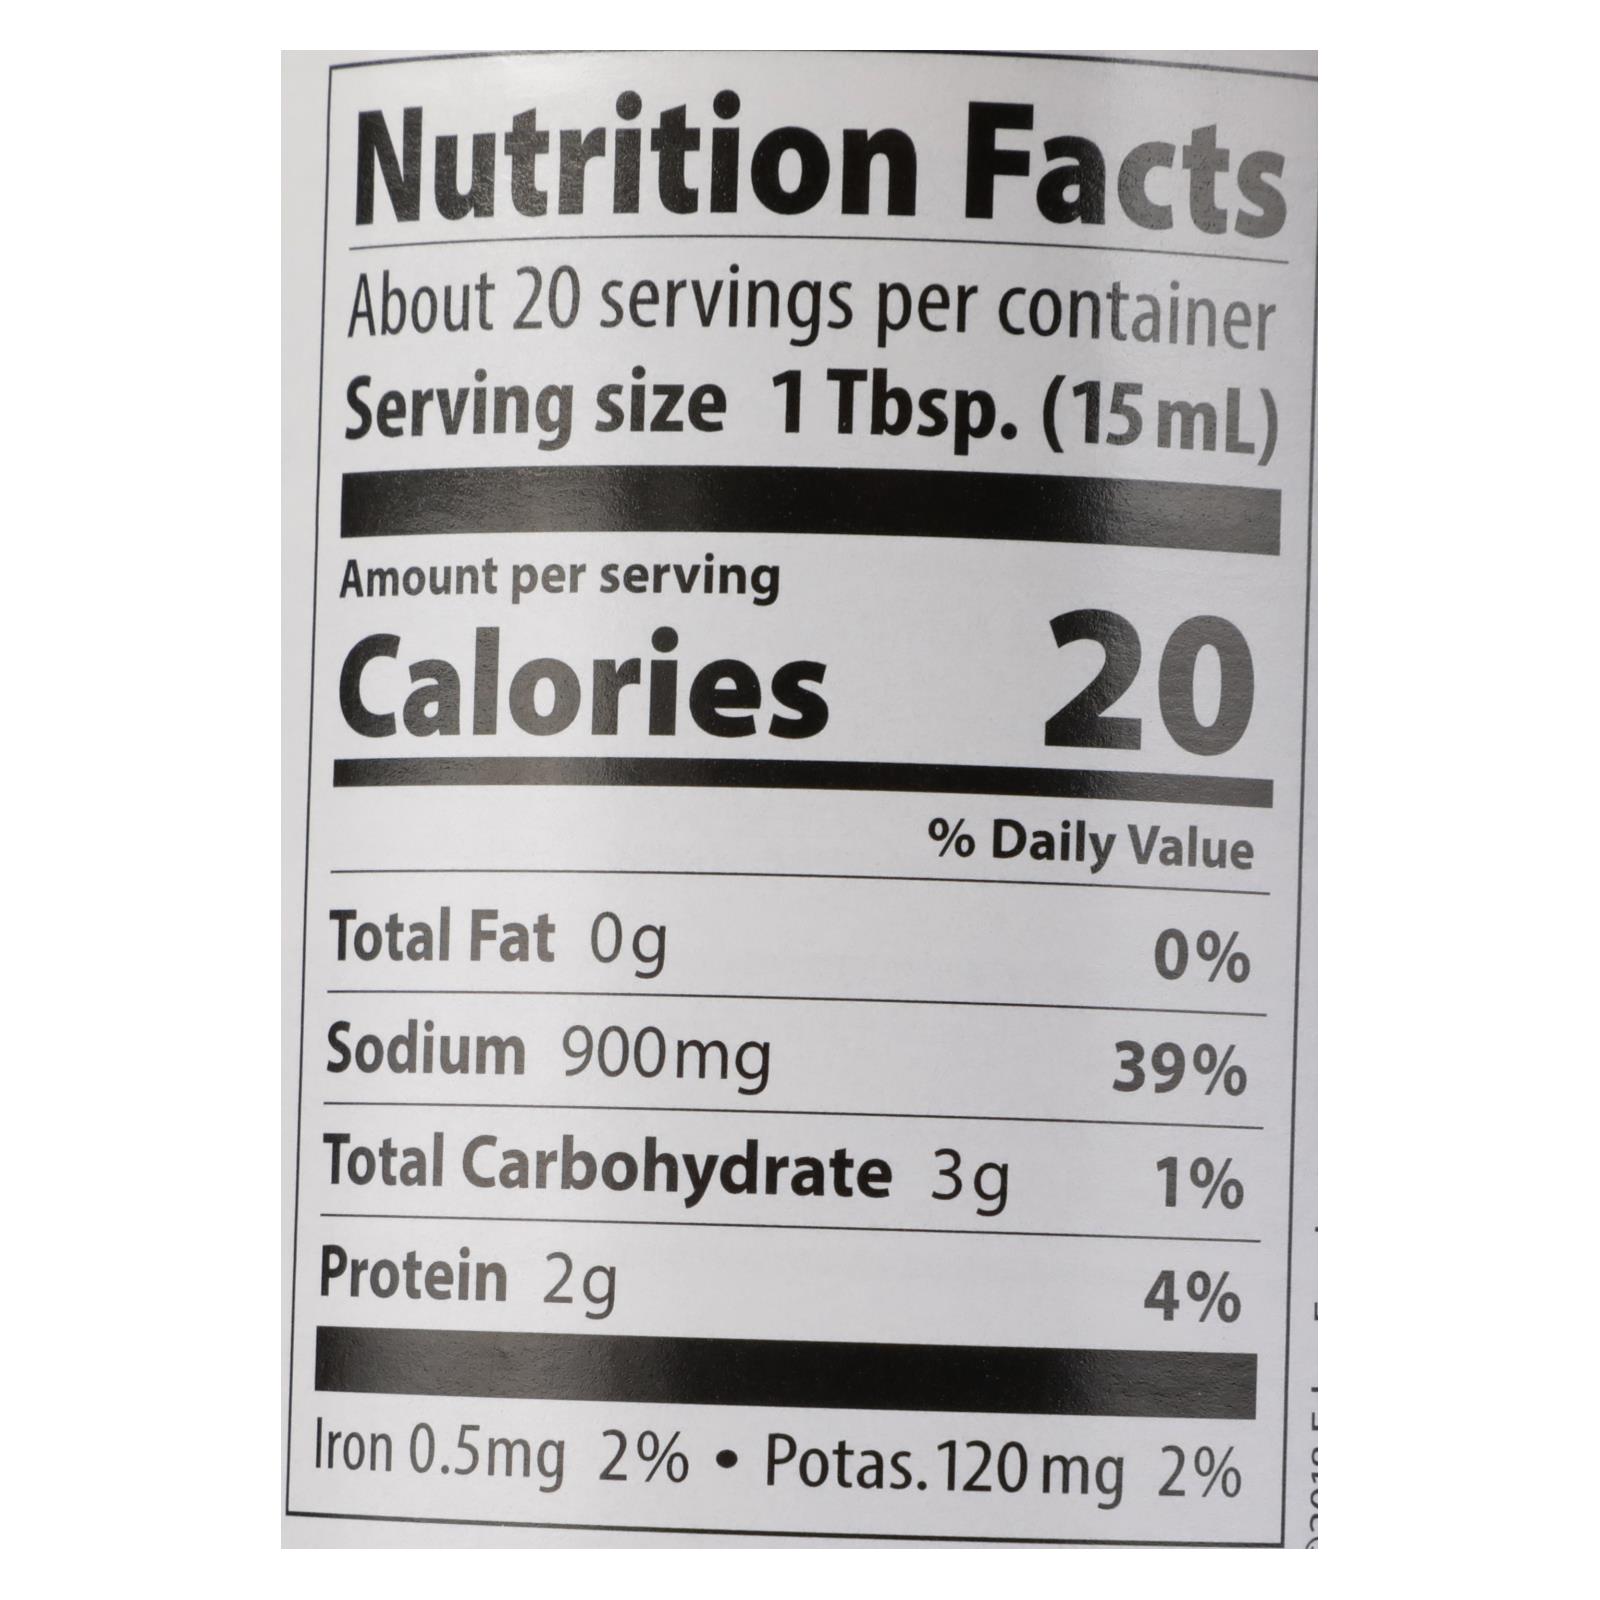 Nutrition Facts
About 20 servings per container
Serving size 1 Tbsp. (15 mL)
Amount per serving
Calories 20
% Daily Value
Total Fat 0g 0%
Sodium 900mg 39%
Total Carbohydrate 3g 1%
Protein 2g 4%
Iron 0.5mg 2% • Potas. 120 mg 2%